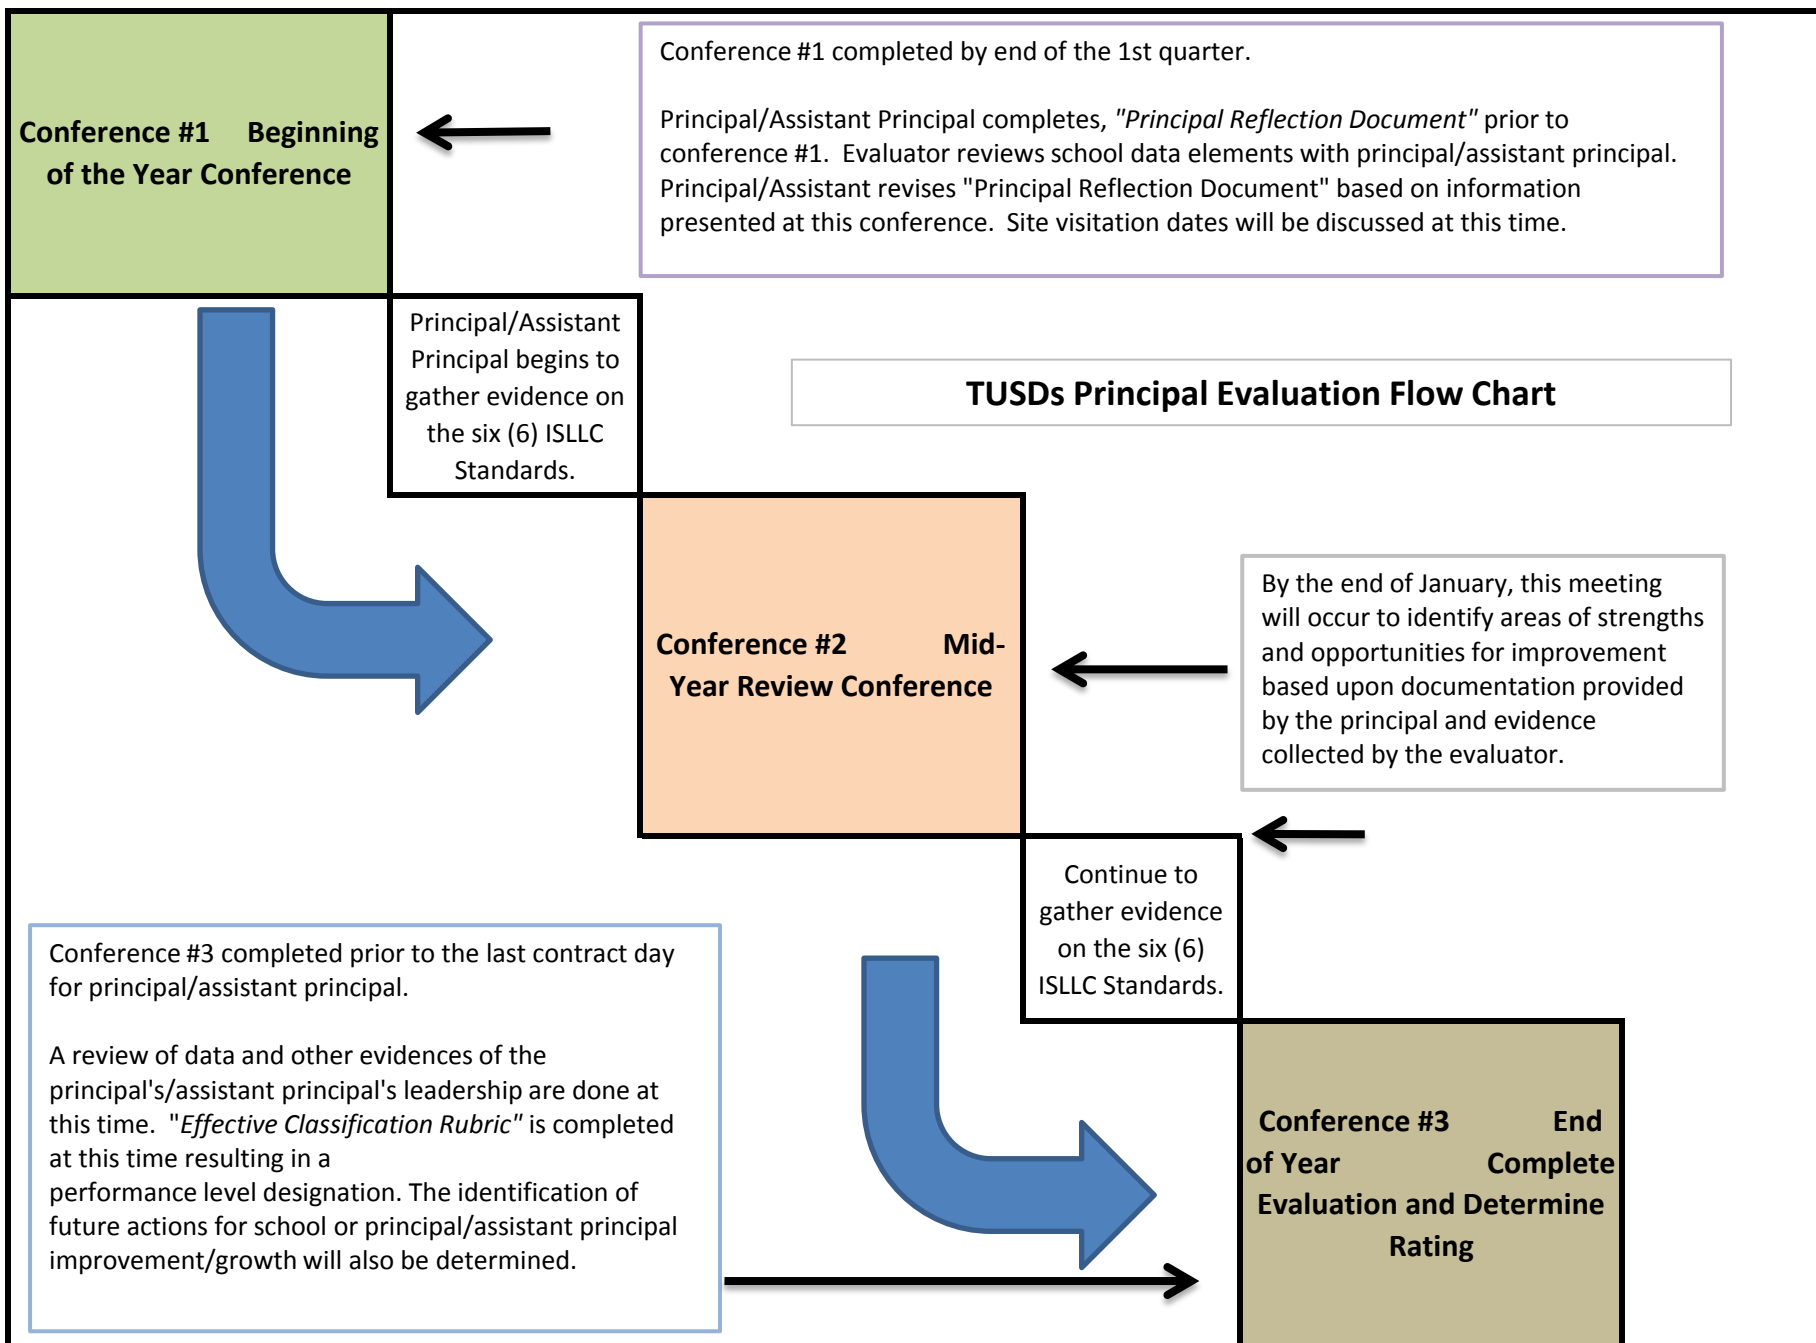 Conference #1 Beginning
of the Year Conference
Conference #1 completed by end of the 1st quarter.
Principal/Assistant Principal completes, "Principal Reflection Document" prior to
conference #1. Evaluator reviews school data elements with principal/assistant principal.
Principal/Assistant revises "Principal Reflection Document" based on information
presented at this conference. Site visitation dates will be discussed at this time.
Principal/Assistant
Principal begins to
gather evidence on
the six (6) ISLLC
Standards.
TUSDs Principal Evaluation Flow Chart
Conference #2 Mid-
Year Review Conference
By the end of January, this meeting
will occur to identify areas of strengths
and opportunities for improvement
based upon documentation provided
by the principal and evidence
collected by the evaluator.
Continue to
gather evidence
on the six (6)
ISLLC Standards.
Conference #3 completed prior to the last contract day
for principal/assistant principal.
A review of data and other evidences of the
principal's/assistant principal's leadership are done at
this time. "Effective Classification Rubric" is completed
at this time resulting in a
performance level designation. The identification of
future actions for school or principal/assistant principal
improvement/growth will also be determined.
Conference #3 End
of Year Complete
Evaluation and Determine
Rating